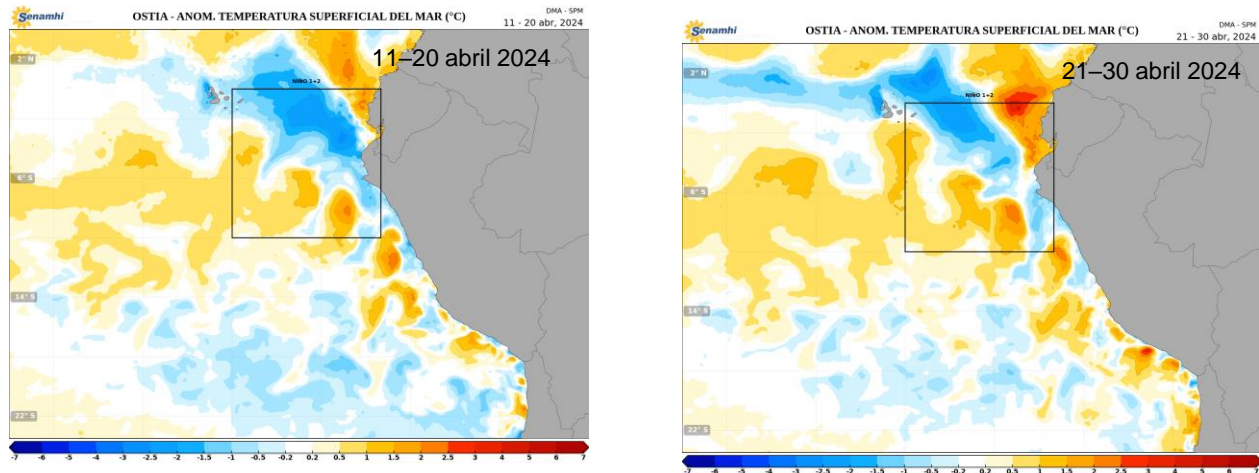 Senamhi
OSTIA - ANOM. TEMPERATURA SUPERFICIAL DEL MAR (°C)
DMA - SPM
11 - 20 abr, 2024
11–20 abril 2024
2° N
NIÑO 1+2
6° S
14° S
22° S
-7 -6 -5 -4 -3 -2.5 -2 -1.5 -1 -0.5 -0.2 0.2 0.5 1 1.5 2 2.5 3 4 5 6 7
Senamhi
OSTIA - ANOM. TEMPERATURA SUPERFICIAL DEL MAR (°C)
DMA - SPM
21 - 30 abr, 2024
21–30 abril 2024
2° N
NIÑO 1+2
6° S
14° S
22° S
-7 -6 -5 -4 -3 -2.5 -2 -1.5 -1 -0.5 -0.2 0.2 0.5 1 1.5 2 2.5 3 4 5 6 7